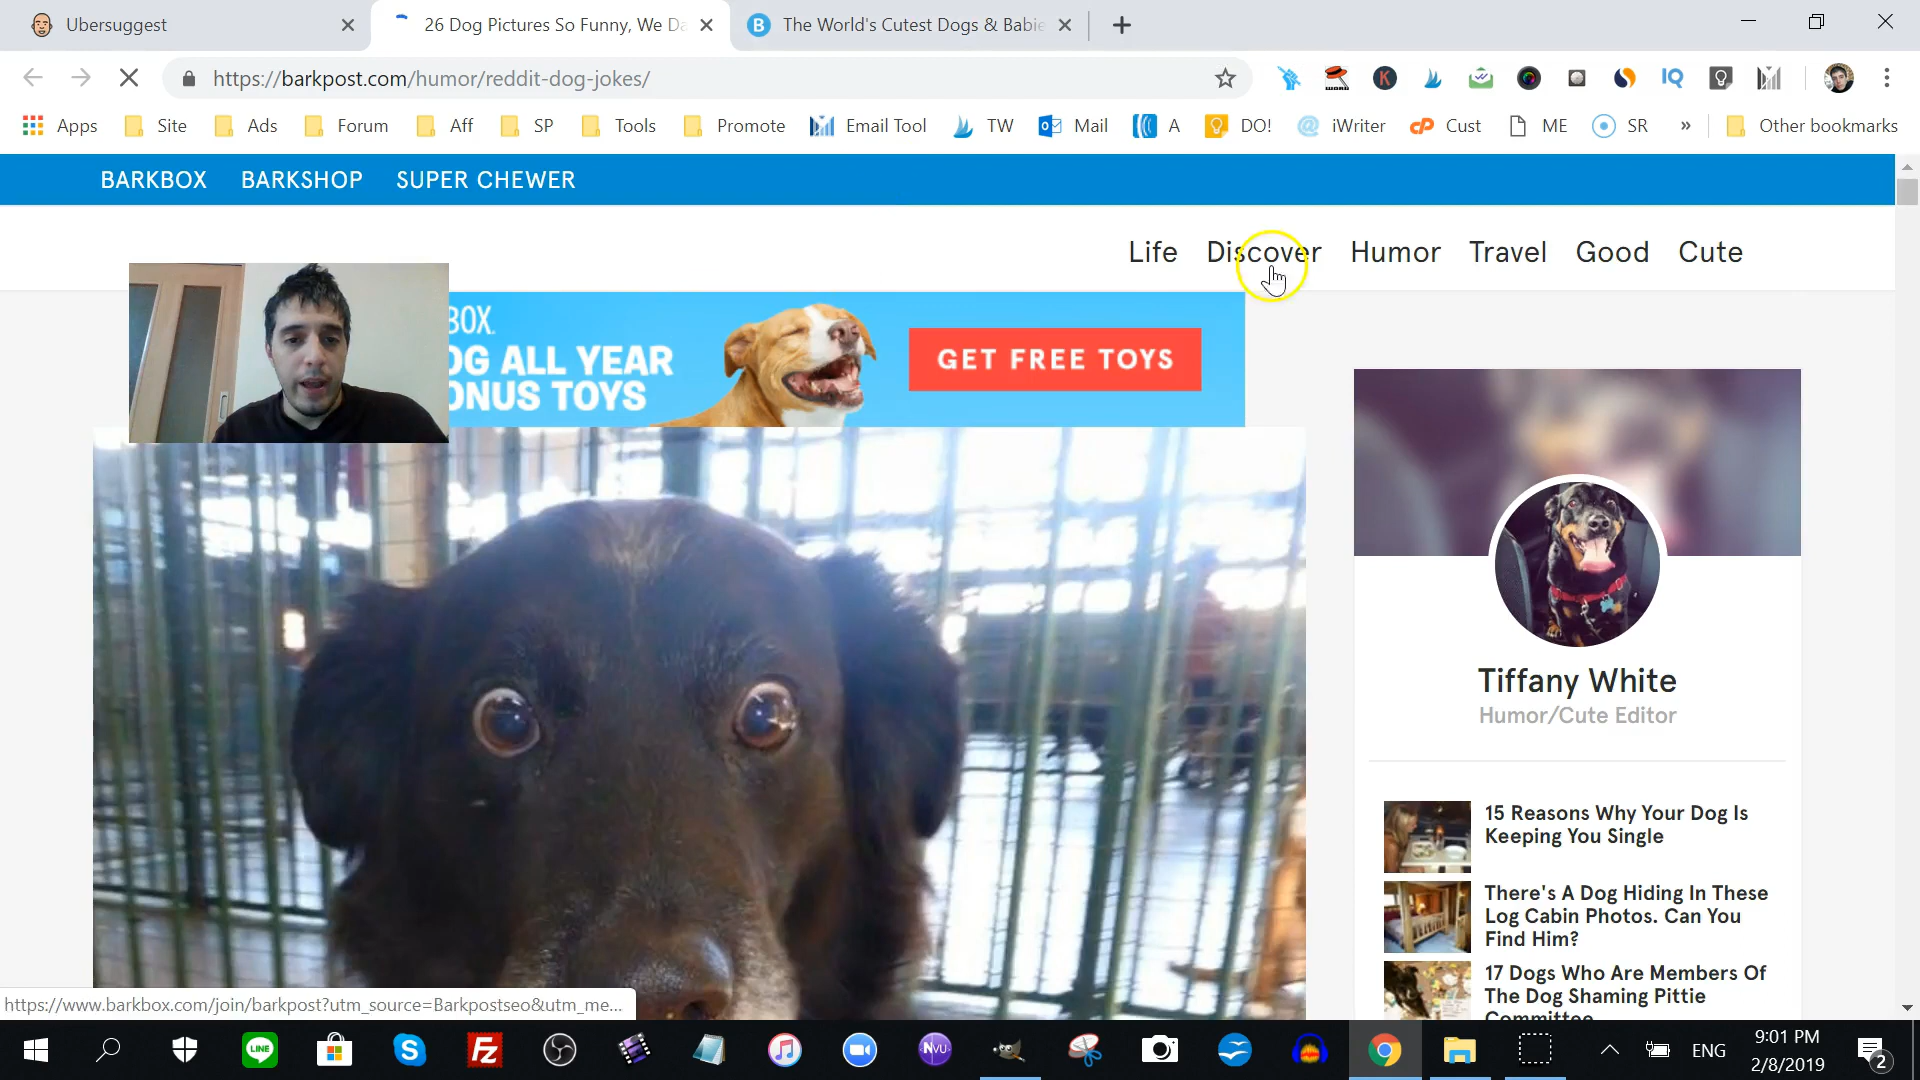 Ubersuggest
26 Dog Pictures So Funny, We Da
The World's Cutest Dogs & Babie
https://barkpost.com/humor/reddit-dog-jokes/
Apps Site Ads Forum Aff SP Tools Promote Email Tool TW Mail A DO! iWriter Cust ME SR » Other bookmarks
BARKBOX BARKSHOP SUPER CHEWER
Life Discover Humor Travel Good Cute
BOX
OG ALL YEAR
ONUS TOYS
GET FREE TOYS
Tiffany White
Humor/Cute Editor
15 Reasons Why Your Dog Is
Keeping You Single
There's A Dog Hiding In These
Log Cabin Photos. Can You
Find Him?
17 Dogs Who Are Members Of
The Dog Shaming Pittie
Committee
https://www.barkbox.com/join/barkpost?utm_source=Barkpostseo&utm_me...
LINE
ENG
9:01 PM
2/8/2019
2